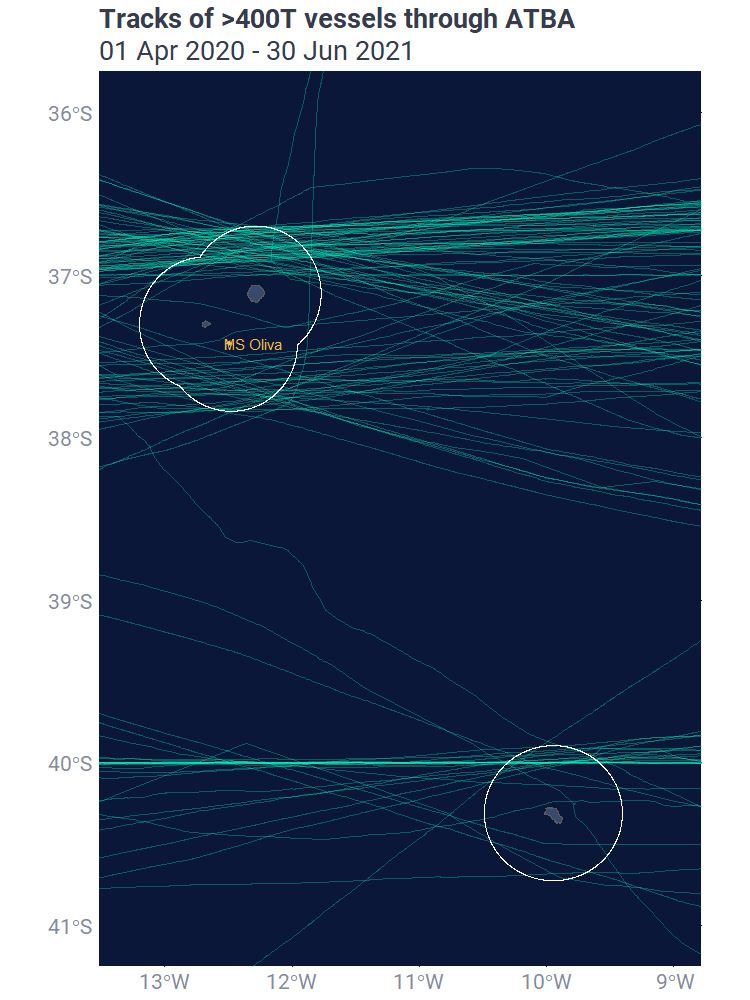 Tracks of >400T vessels through ATBA
01 Apr 2020 - 30 Jun 2021
36°S
37°S
MS Oliva
38°S
39°S
40°S
41°S
13°W 12°W 11°W 10°W 9°W